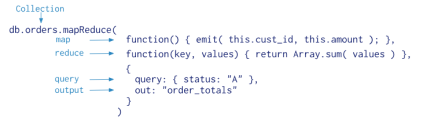 Collection
db.orders.mapReduce(
map function() { emit( this.cust_id, this.amount ); },
reduce function(key, values) { return Array.sum( values ) },
{
query query: { status: "A" },
output out: "order_totals"
}
)